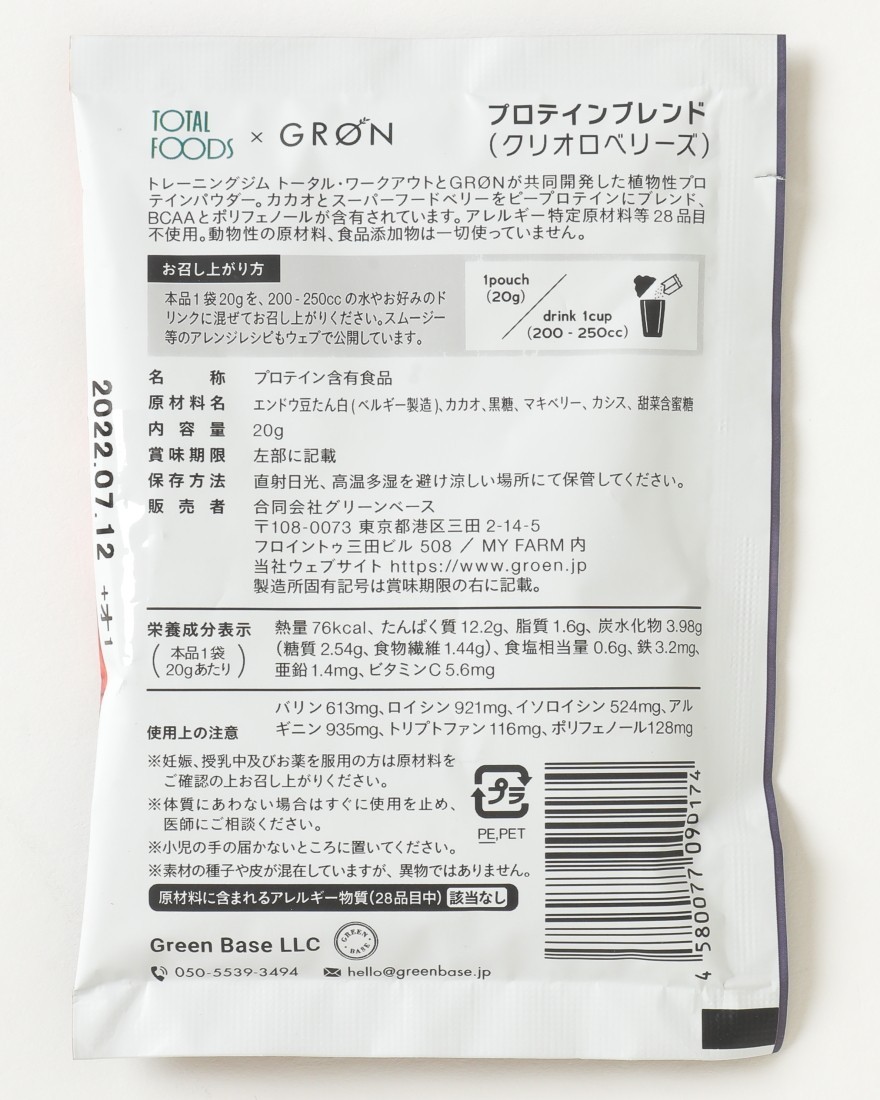 TOTAL FOODS × GRØN
プロテインブレンド
(クリオロベリーズ)
トレーニングジム トータル・ワークアウトとGRØNが共同開発した植物性プロ
テインパウダー。カカオとスーパーフードベリーをピープロテインにブレンド、
BCAAとポリフェノールが含有されています。アレルギー特定原材料等28品目
不使用。動物性の原材料、食品添加物は一切使っていません。
お召し上がり方
本品1袋20gを、200-250ccの水やお好みのド
リンクに混ぜてお召し上がりください。スムージー
等のアレンジレシピもウェブで公開しています。
1pouch
(20g)
drink 1cup
(200 - 250cc)
名称 プロテイン含有食品
原材料名 エンドウ豆たん白(ベルギー製造)、カカオ、黒糖、マキベリー、カシス、甜菜含蜜糖
内容量 20g
賞味期限 左部に記載
保存方法 直射日光、高温多湿を避け涼しい場所にて保管してください。
販売者 合同会社グリーンベース
〒108-0073 東京都港区三田 2-14-5
フロイントゥ三田ビル 508 / MY FARM 内
当社ウェブサイト https://www.groen.jp
製造所固有記号は賞味期限の右に記載。
2022.07.12 +オ1
栄養成分表示
(本品1袋
20gあたり)
熱量 76kcal、たんぱく質 12.2g、脂質 1.6g、炭水化物 3.98g
(糖質 2.54g、食物繊維 1.44g)、食塩相当量 0.6g、鉄 3.2mg、
亜鉛 1.4mg、ビタミンC 5.6mg
バリン 613mg、ロイシン 921mg、イソロイシン 524mg、アル
ギニン 935mg、トリプトファン 116mg、ポリフェノール128mg
使用上の注意
※妊娠、授乳中及びお薬を服用の方は原材料を
ご確認の上お召し上がりください。
※体質にあわない場合はすぐに使用を止め、
医師にご相談ください。
※小児の手の届かないところに置いてください。
※素材の種子や皮が混在していますが、異物ではありません。
プラ
PE,PET
原材料に含まれるアレルギー物質(28品目中) 該当なし
4 580077 090174
Green Base LLC
GREEN BASE
050-5539-3494 hello@greenbase.jp